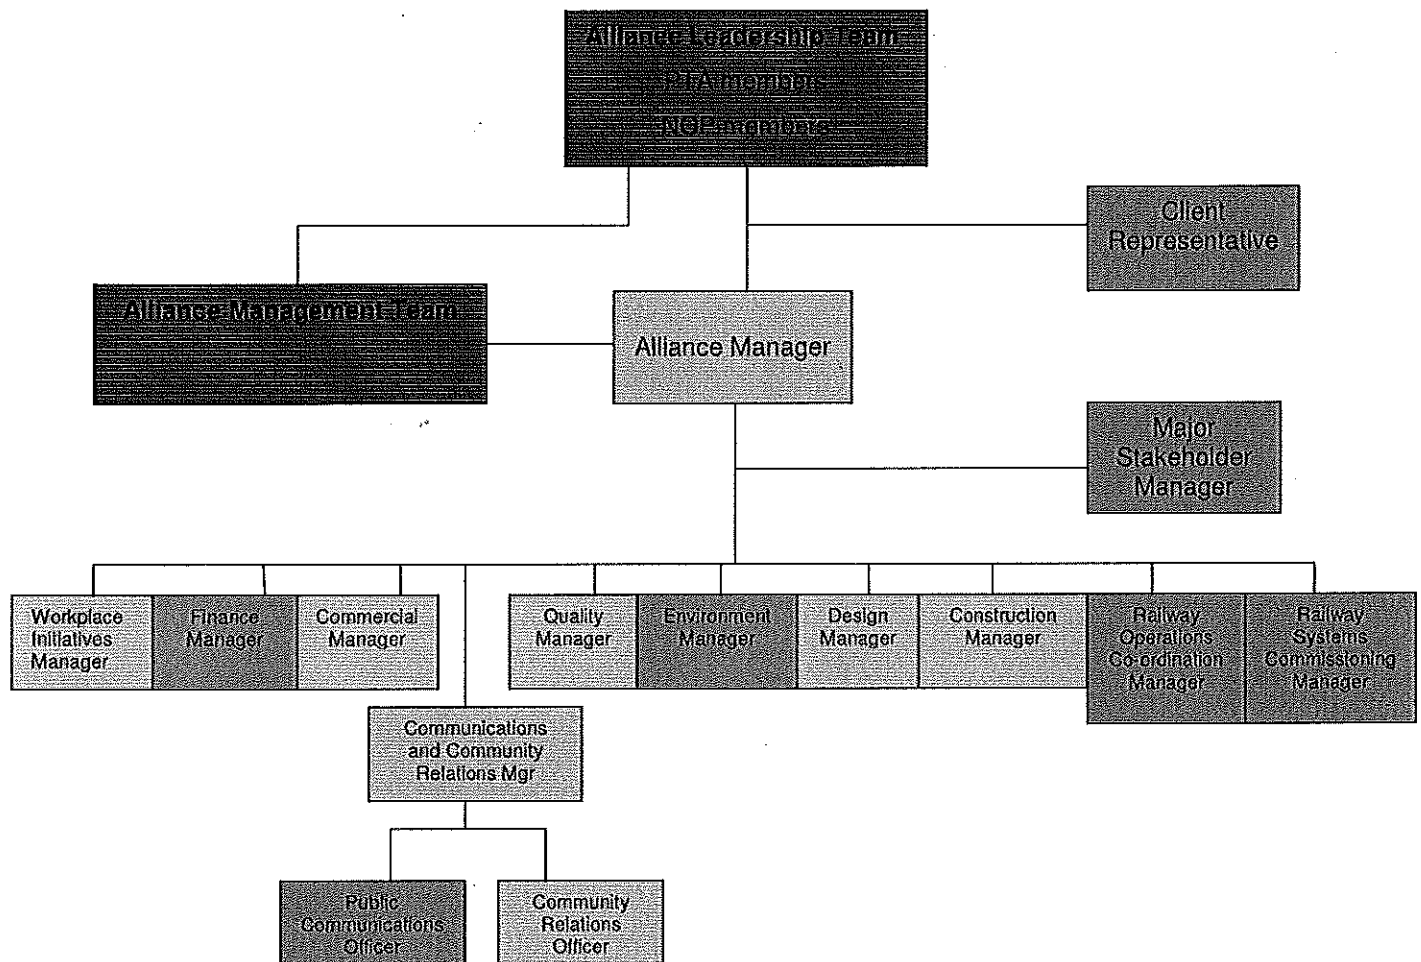 Alliance Leadership Team
PTA members
NOP members
Client
Representative
Alliance Management Team
Alliance Manager
Major
Stakeholder
Manager
Workplace
Initiatives
Manager
Finance
Manager
Commercial
Manager
Quality
Manager
Environment
Manager
Design
Manager
Construction
Manager
Railway
Operations
Co-ordination
Manager
Railway
Systems
Commissioning
Manager
Communications
and Community
Relations Mgr
Public
Communications
Officer
Community
Relations
Officer